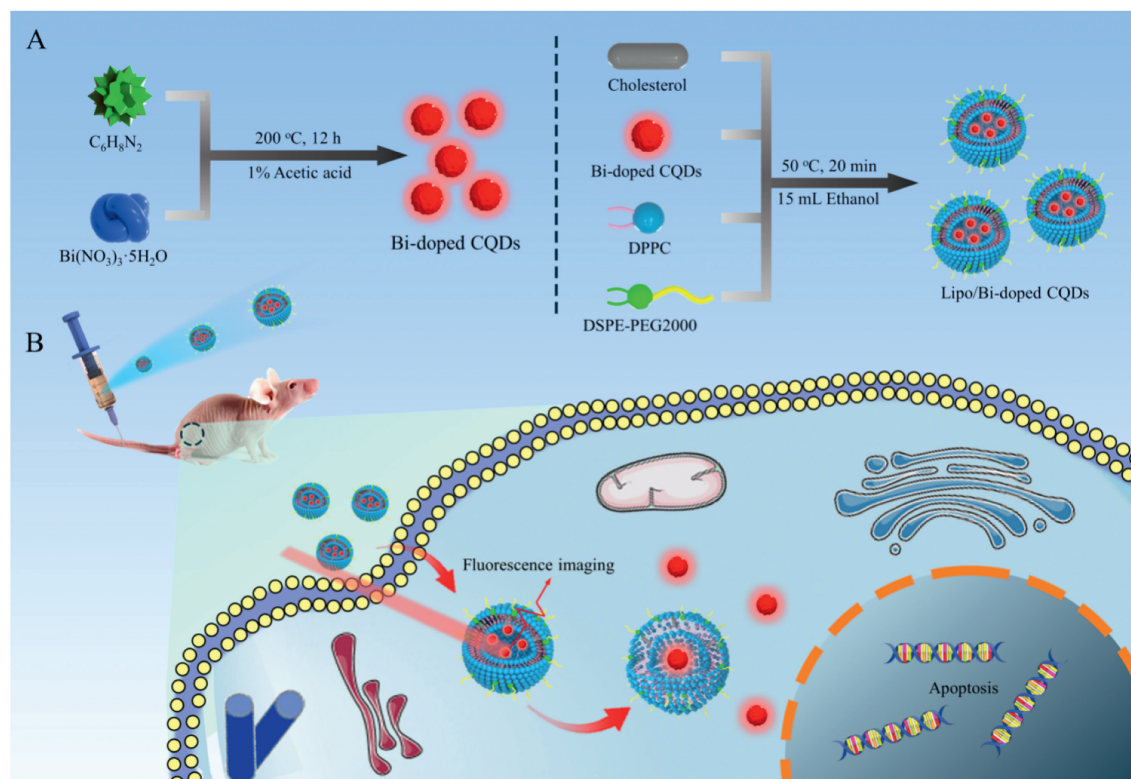 A
C₆H₈N₂
Bi(NO₃)₃·5H₂O
200 °C, 12 h
1% Acetic acid
Bi-doped CQDs
Cholesterol
Bi-doped CQDs
DPPC
DSPE-PEG2000
50 °C, 20 min
15 mL Ethanol
Lipo/Bi-doped CQDs
B
Fluorescence imaging
Apoptosis